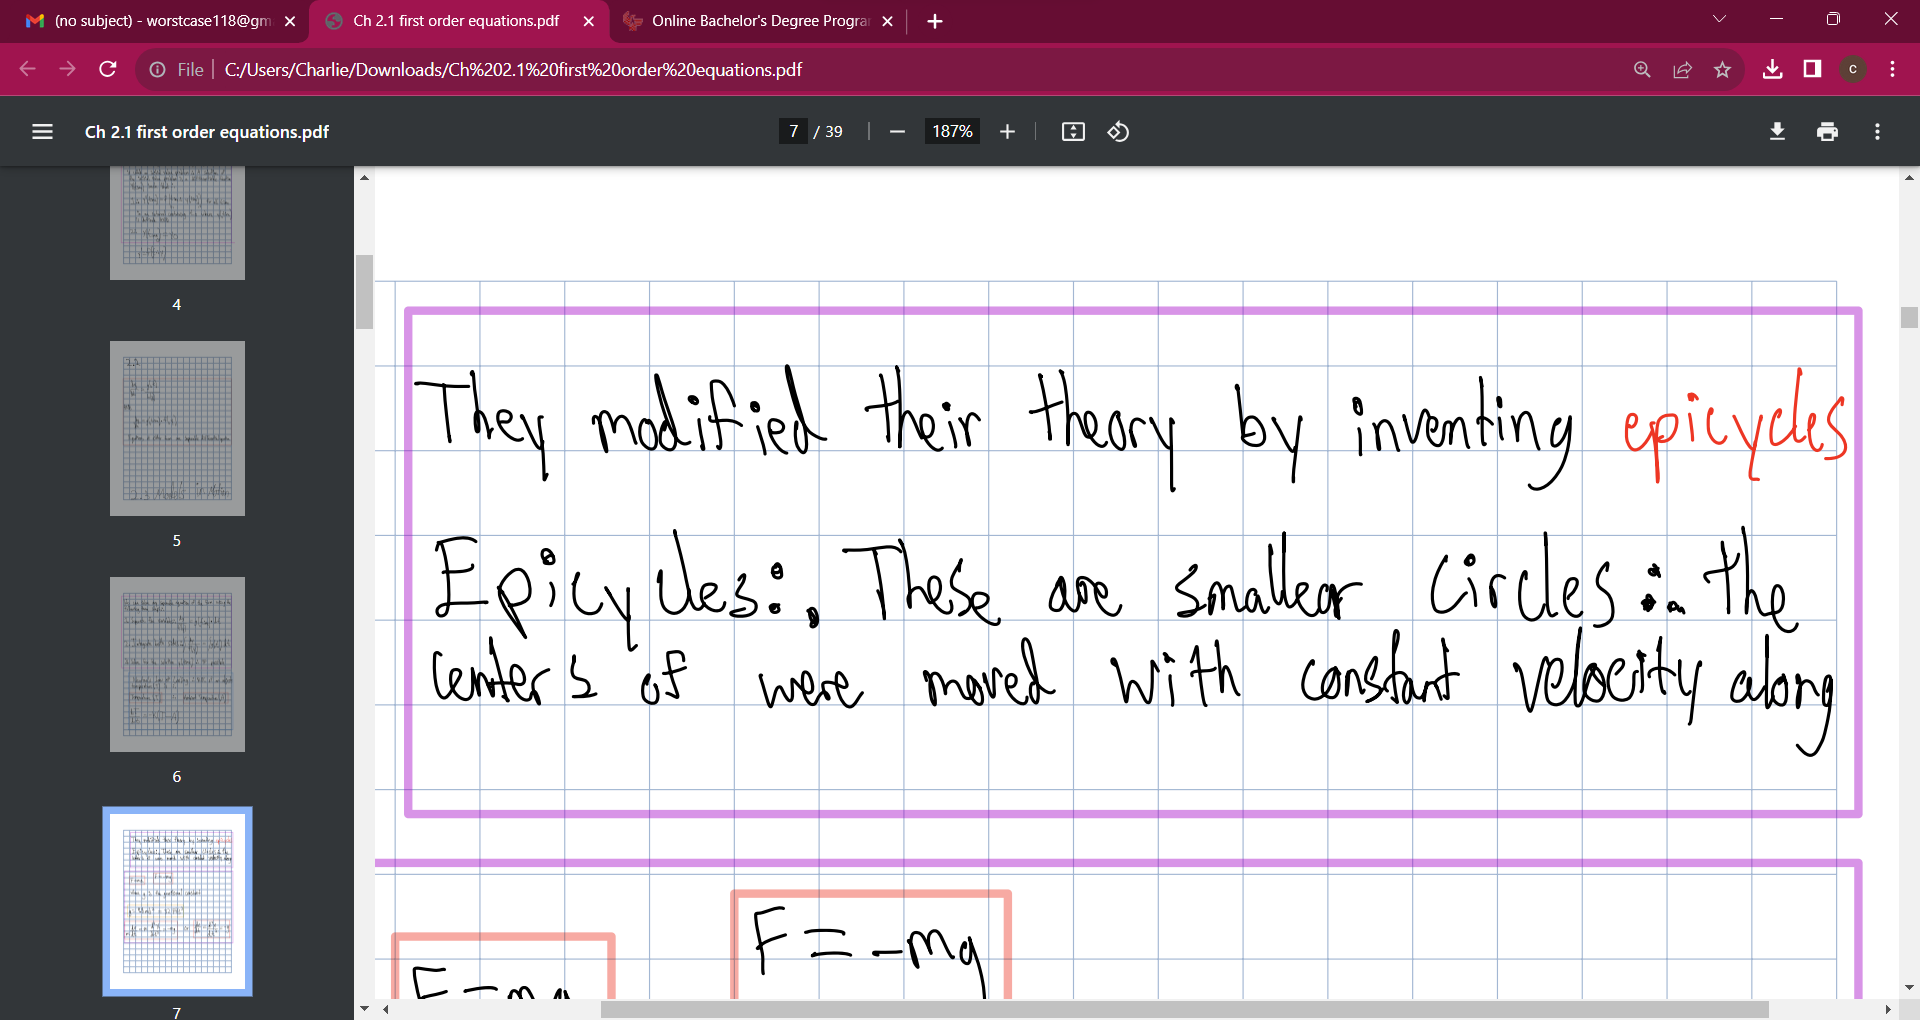 (no subject) - worstcase118@gm
Ch 2.1 first order equations.pdf
Online Bachelor's Degree Progra
File
C:/Users/Charlie/Downloads/Ch%202.1%20first%20order%20equations.pdf
c
Ch 2.1 first order equations.pdf
7 / 39
187%
4
5
6
7
They modified their theory by inventing epicycles
Epicycles:. These are smaller circles:. the
centers of were moved with constant velocity along
F = -mg
F = mg